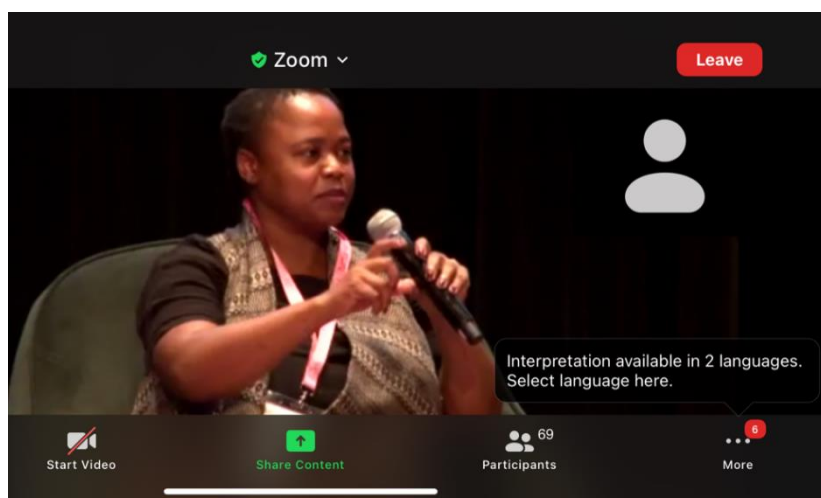 Zoom
Leave
Interpretation available in 2 languages.
Select language here.
69
6
Start Video
Share Content
Participants
More